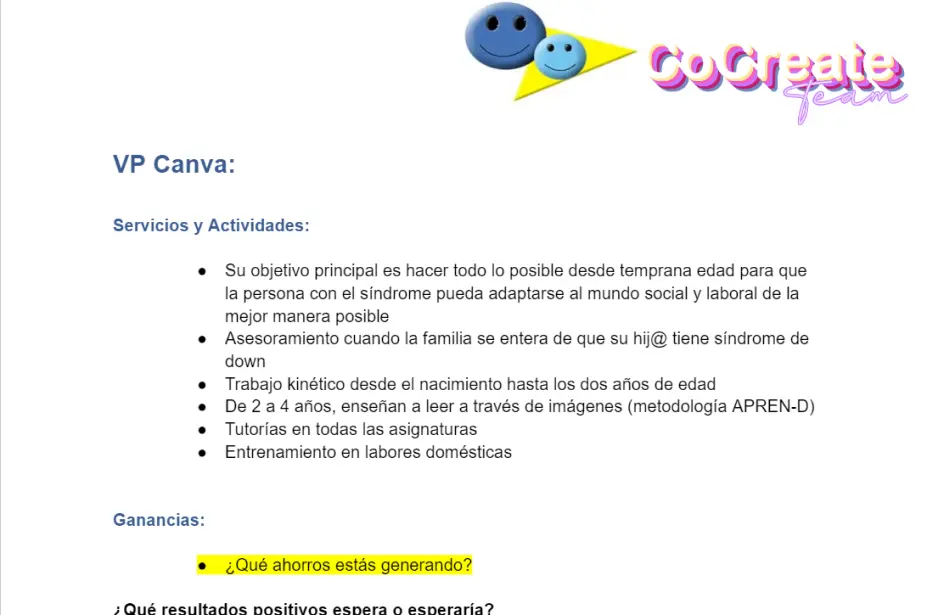 CoCreate
Team
VP Canva:
Servicios y Actividades:
● Su objetivo principal es hacer todo lo posible desde temprana edad para que
la persona con el síndrome pueda adaptarse al mundo social y laboral de la
mejor manera posible
● Asesoramiento cuando la familia se entera de que su hij@ tiene síndrome de
down
● Trabajo kinético desde el nacimiento hasta los dos años de edad
● De 2 a 4 años, enseñan a leer a través de imágenes (metodología APREN-D)
● Tutorías en todas las asignaturas
● Entrenamiento en labores domésticas
Ganancias:
● ¿Qué ahorros estás generando?
¿Qué resultados positivos espera o esperaría?